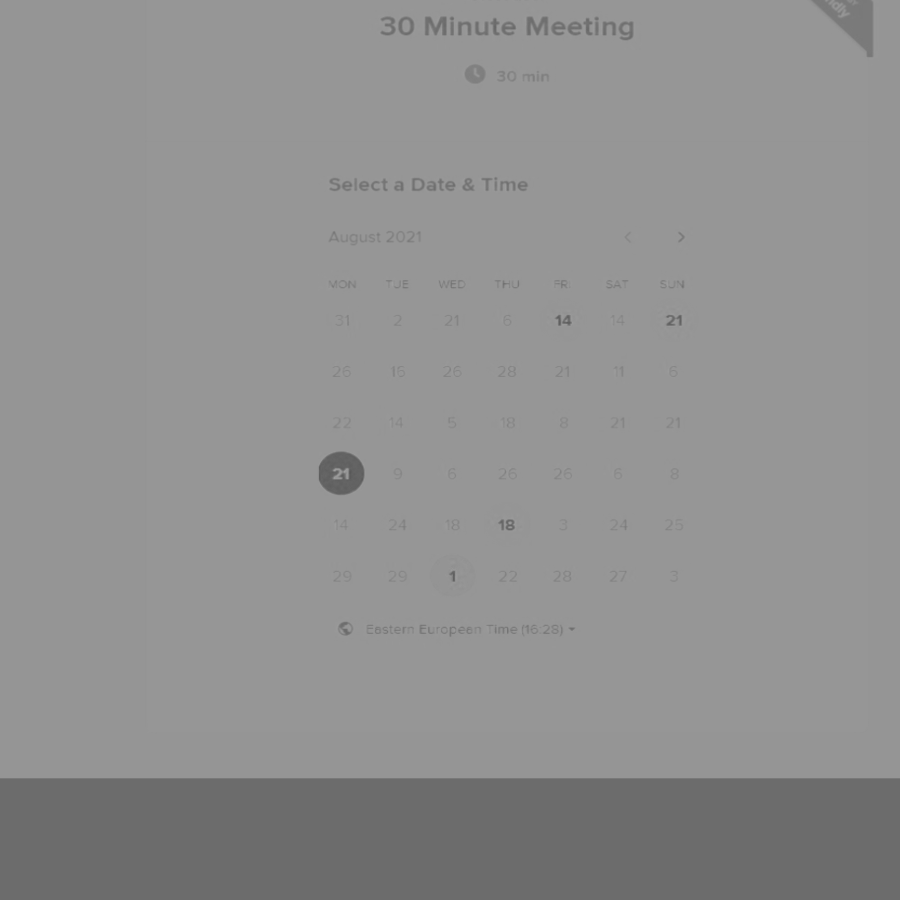 30 Minute Meeting
30 min
Select a Date & Time
August 2021
MON TUE WED THU FRI SAT SUN
31 2 21 6 14 14 21
26 15 26 28 21 11 6
22 14 5 18 8 21 21
21 9 6 26 26 6 8
14 24 18 18 3 24 25
29 29 1 22 28 27 3
Eastern European Time (16:28)